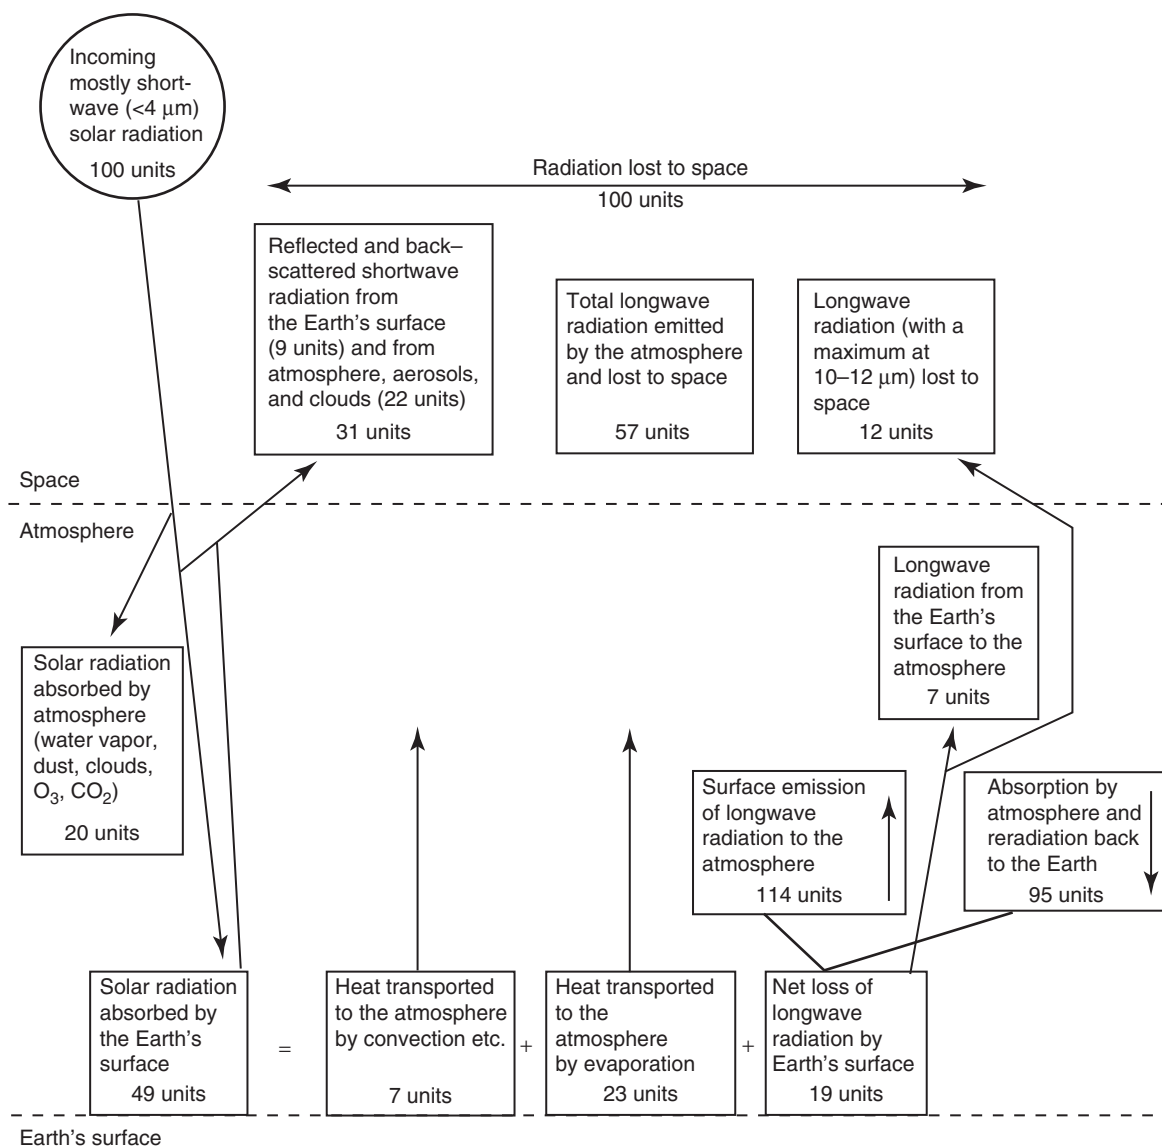 Incoming
mostly short-
wave (<4 μm)
solar radiation
100 units
Radiation lost to space
100 units
Reflected and back–
scattered shortwave
radiation from
the Earth's surface
(9 units) and from
atmosphere, aerosols,
and clouds (22 units)
31 units
Total longwave
radiation emitted
by the atmosphere
and lost to space
57 units
Longwave
radiation (with a
maximum at
10–12 μm) lost to
space
12 units
Space
Atmosphere
Longwave
radiation from
the Earth's
surface to the
atmosphere
7 units
Solar radiation
absorbed by
atmosphere
(water vapor,
dust, clouds,
O₃, CO₂)
20 units
Surface emission
of longwave
radiation to the
atmosphere
114 units
Absorption by
atmosphere and
reradiation back
to the Earth
95 units
Solar radiation
absorbed by
the Earth's
surface
49 units
=
Heat transported
to the atmosphere
by convection etc.
7 units
+
Heat transported
to the
atmosphere
by evaporation
23 units
+
Net loss of
longwave
radiation by
Earth's surface
19 units
Earth's surface